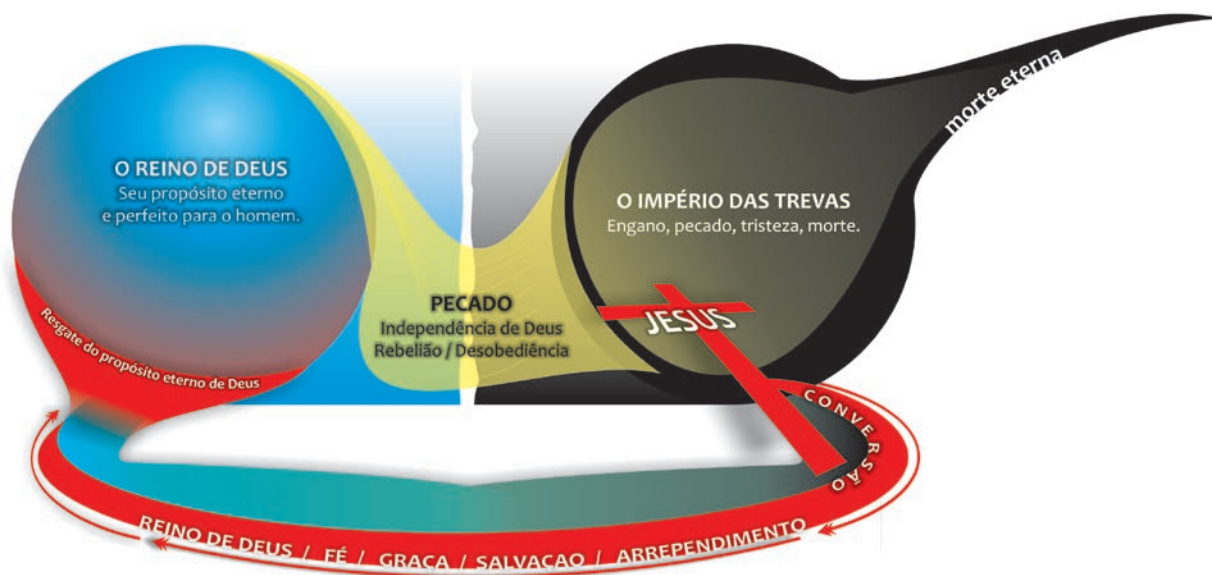 O REINO DE DEUS
Seu propósito eterno
e perfeito para o homem.
Resgate do propósito eterno de Deus
PECADO
Independência de Deus
Rebelião / Desobediência
O IMPÉRIO DAS TREVAS
Engano, pecado, tristeza, morte.
morte eterna
JESUS
CONVERSÃO
REINO DE DEUS / FÉ / GRAÇA / SALVAÇAO / ARREPENDIMENTO